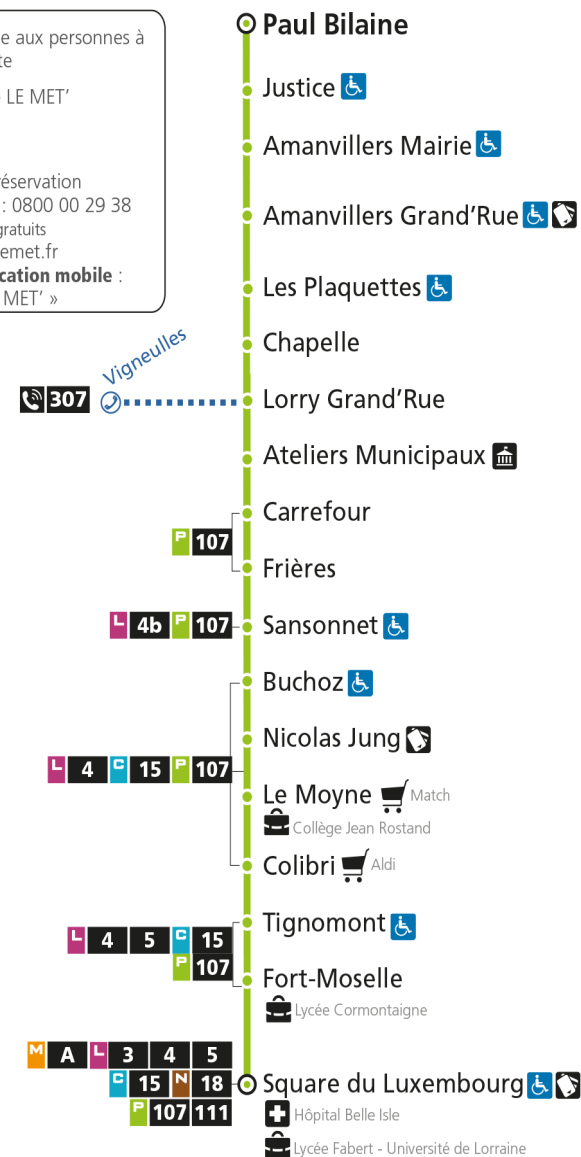 e aux personnes à
te
LE MET’
éservation
: 0800 00 29 38
gratuits
emet.fr
cation mobile :
MET’ »
Paul Bilaine
Justice
Amanvillers Mairie
Amanvillers Grand’Rue
Les Plaquettes
Chapelle
Vigneulles
307
Lorry Grand’Rue
Ateliers Municipaux
Carrefour
P 107
Frières
L 4b P 107
Sansonnet
Buchoz
Nicolas Jung
L 4 C 15 P 107
Le Moyne Match
Collège Jean Rostand
Colibri Aldi
Tignomont
L 4 5 C 15
P 107
Fort-Moselle
Lycée Cormontaigne
M A L 3 4 5
C 15 N 18
P 107 111
Square du Luxembourg
Hôpital Belle Isle
Lycée Fabert - Université de Lorraine